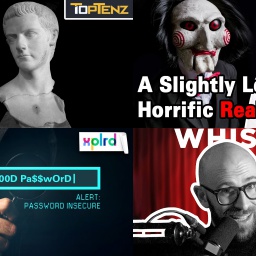 TOPTENZ
A Slightly L
Horrific Rea
xplrd
00D Pa$$wOrD|
ALERT:
PASSWORD INSECURE
WHIS